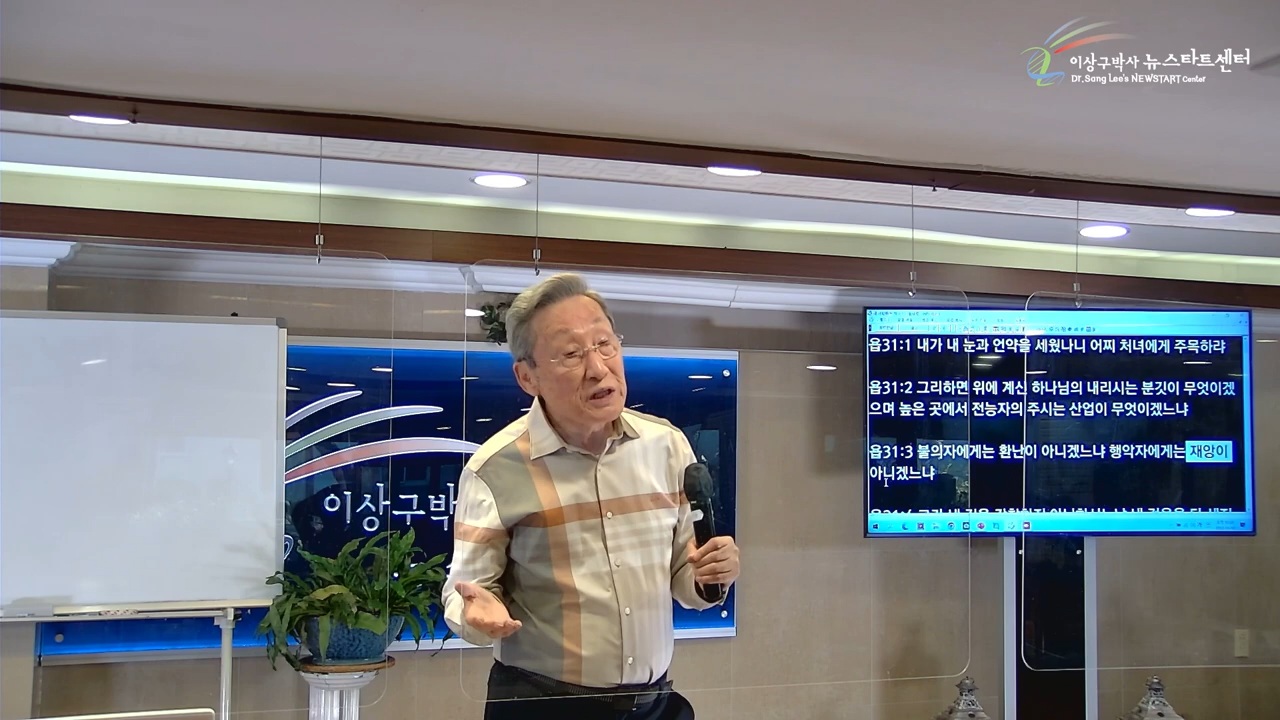 이상구박사 뉴스타트센터
Dr. Sang Lee's NEWSTART Center
이상구박
욥31:1 내가 내 눈과 언약을 세웠나니 어찌 처녀에게 주목하랴
욥31:2 그리하면 위에 계신 하나님의 내리시는 분깃이 무엇이겠
으며 높은 곳에서 전능자의 주시는 산업이 무엇이겠느냐
욥31:3 불의자에게는 환난이 아니겠느냐 행악자에게는 재앙이
아니겠느냐